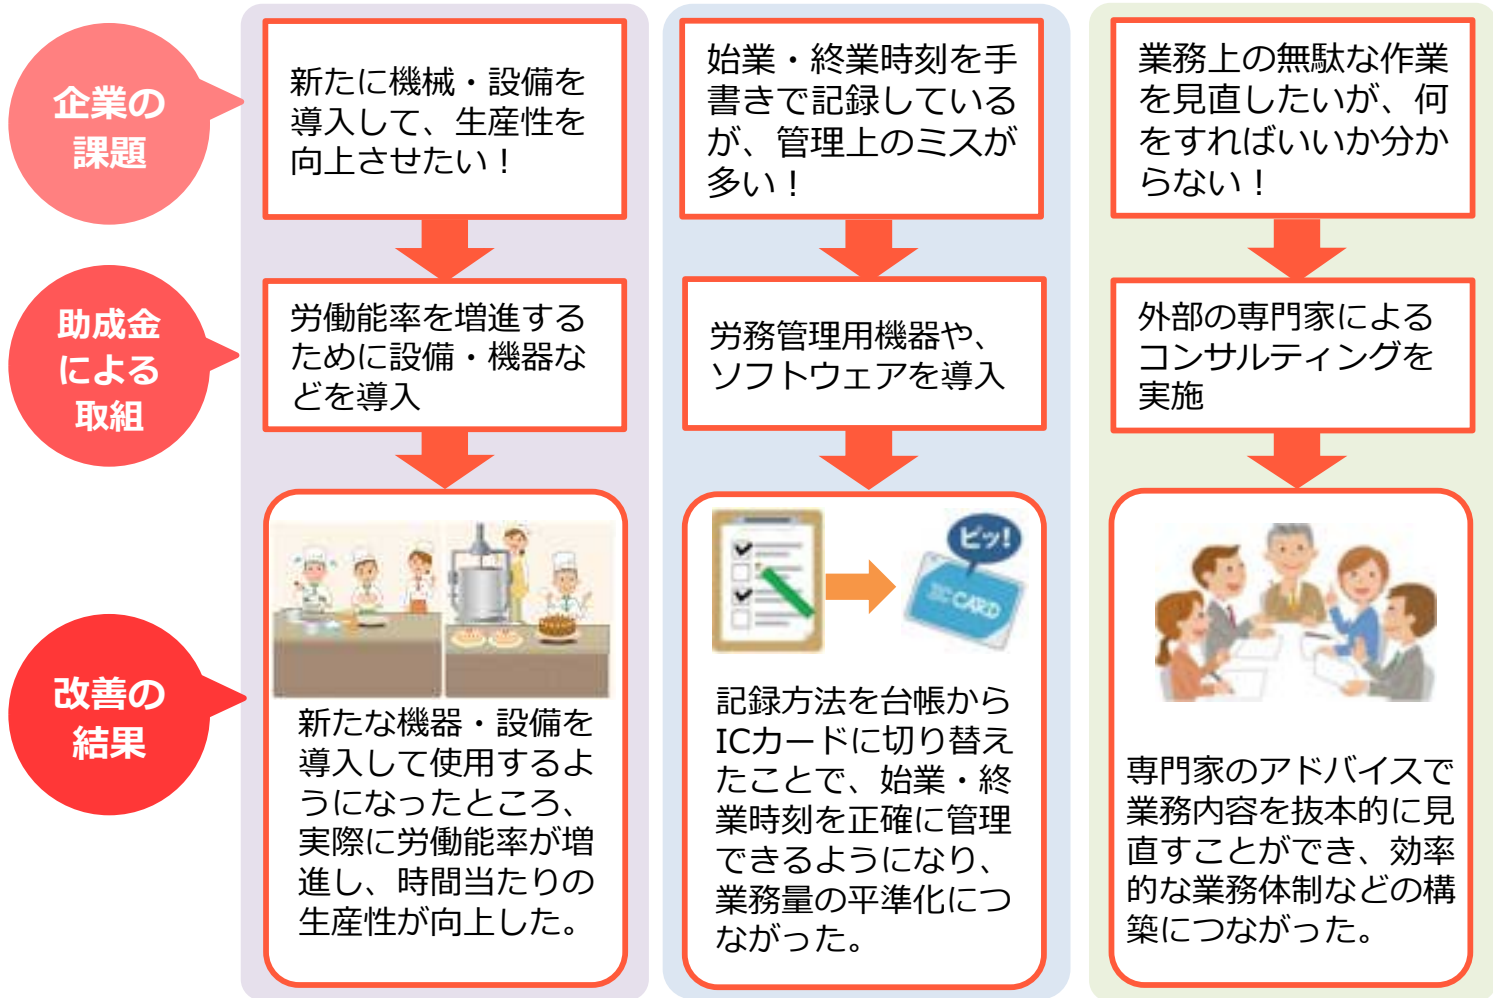 企業の
課題
新たに機械・設備を
導入して、生産性を
向上させたい！
始業・終業時刻を手
書きで記録している
が、管理上のミスが
多い！
業務上の無駄な作業
を見直したいが、何
をすればいいか分か
らない！
助成金
による
取組
労働能率を増進する
ために設備・機器な
どを導入
労務管理用機器や、
ソフトウェアを導入
外部の専門家による
コンサルティングを
実施
改善の
結果
新たな機器・設備を
導入して使用するよ
うになったところ、
実際に労働能率が増
進し、時間当たりの
生産性が向上した。
ピッ!
IC CARD
記録方法を台帳から
ICカードに切り替え
たことで、始業・終
業時刻を正確に管理
できるようになり、
業務量の平準化につ
ながった。
専門家のアドバイスで
業務内容を抜本的に見
直すことができ、効率
的な業務体制などの構
築につながった。